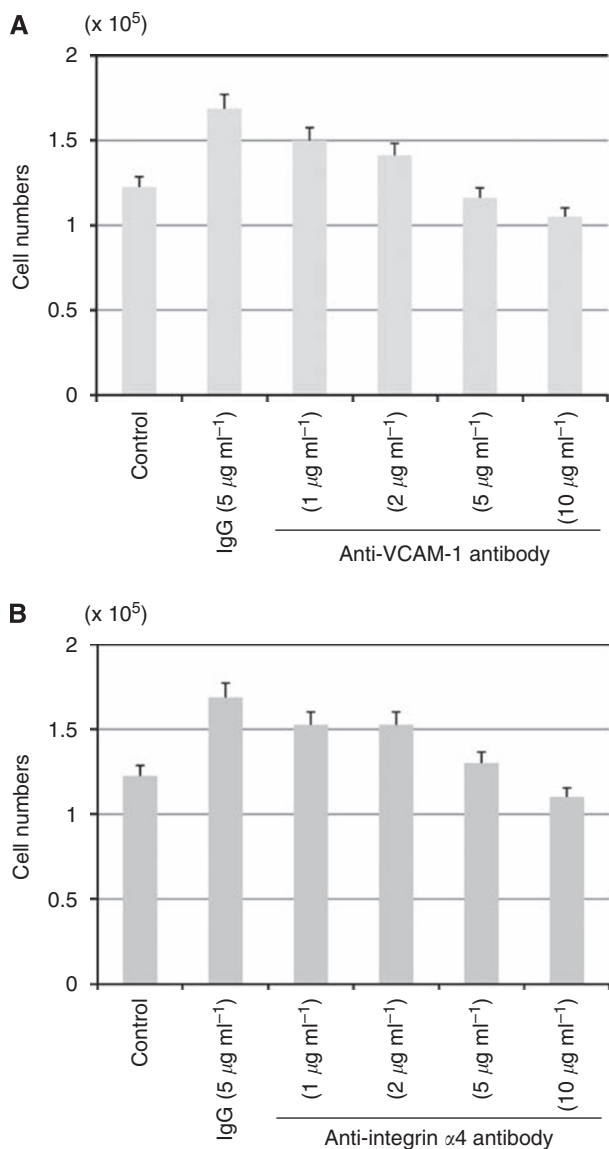 A
(x 10⁵)
2
1.5
1
0.5
0
Cell numbers
Control
IgG (5 μg ml⁻¹)
(1 μg ml⁻¹)
(2 μg ml⁻¹)
(5 μg ml⁻¹)
(10 μg ml⁻¹)
Anti-VCAM-1 antibody
B
(x 10⁵)
2
1.5
1
0.5
0
Cell numbers
Control
IgG (5 μg ml⁻¹)
(1 μg ml⁻¹)
(2 μg ml⁻¹)
(5 μg ml⁻¹)
(10 μg ml⁻¹)
Anti-integrin α4 antibody